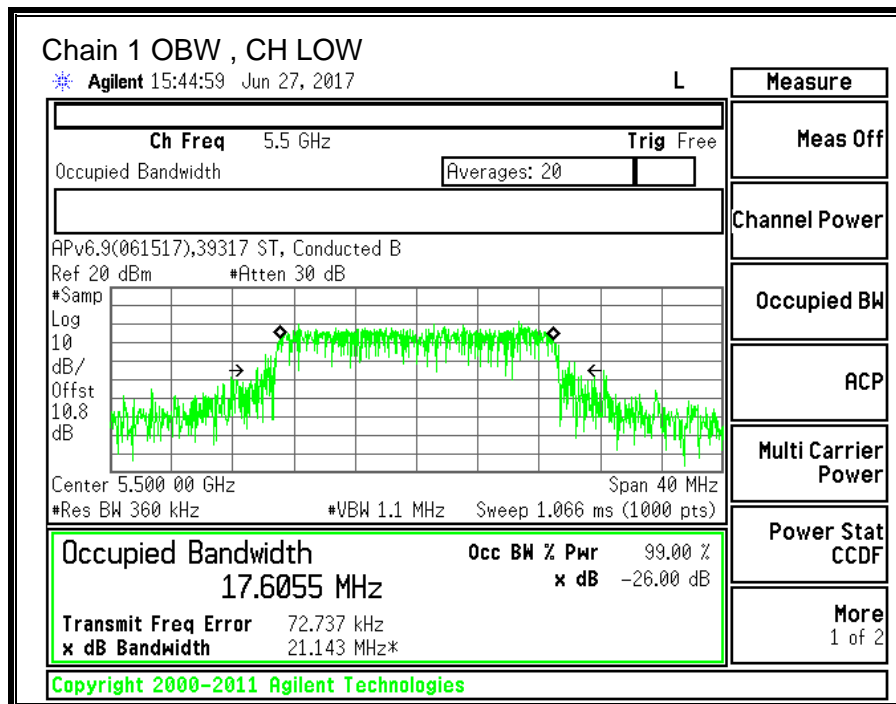 Chain 1 OBW , CH LOW
Agilent 15:44:59 Jun 27, 2017 L
Measure
Ch Freq 5.5 GHz Trig Free
Meas Off
Occupied Bandwidth Averages: 20
Channel Power
APv6.9(061517),39317 ST, Conducted B
Ref 20 dBm #Atten 30 dB
#Samp
Log
10
dB/
Offst
10.8
dB
Occupied BW
ACP
Multi Carrier
Power
Center 5.500 00 GHz Span 40 MHz
#Res BW 360 kHz #VBW 1.1 MHz Sweep 1.066 ms (1000 pts)
Power Stat
CCDF
Occupied Bandwidth Occ BW % Pwr 99.00 %
17.6055 MHz x dB -26.00 dB
Transmit Freq Error 72.737 kHz
x dB Bandwidth 21.143 MHz*
More
1 of 2
Copyright 2000-2011 Agilent Technologies